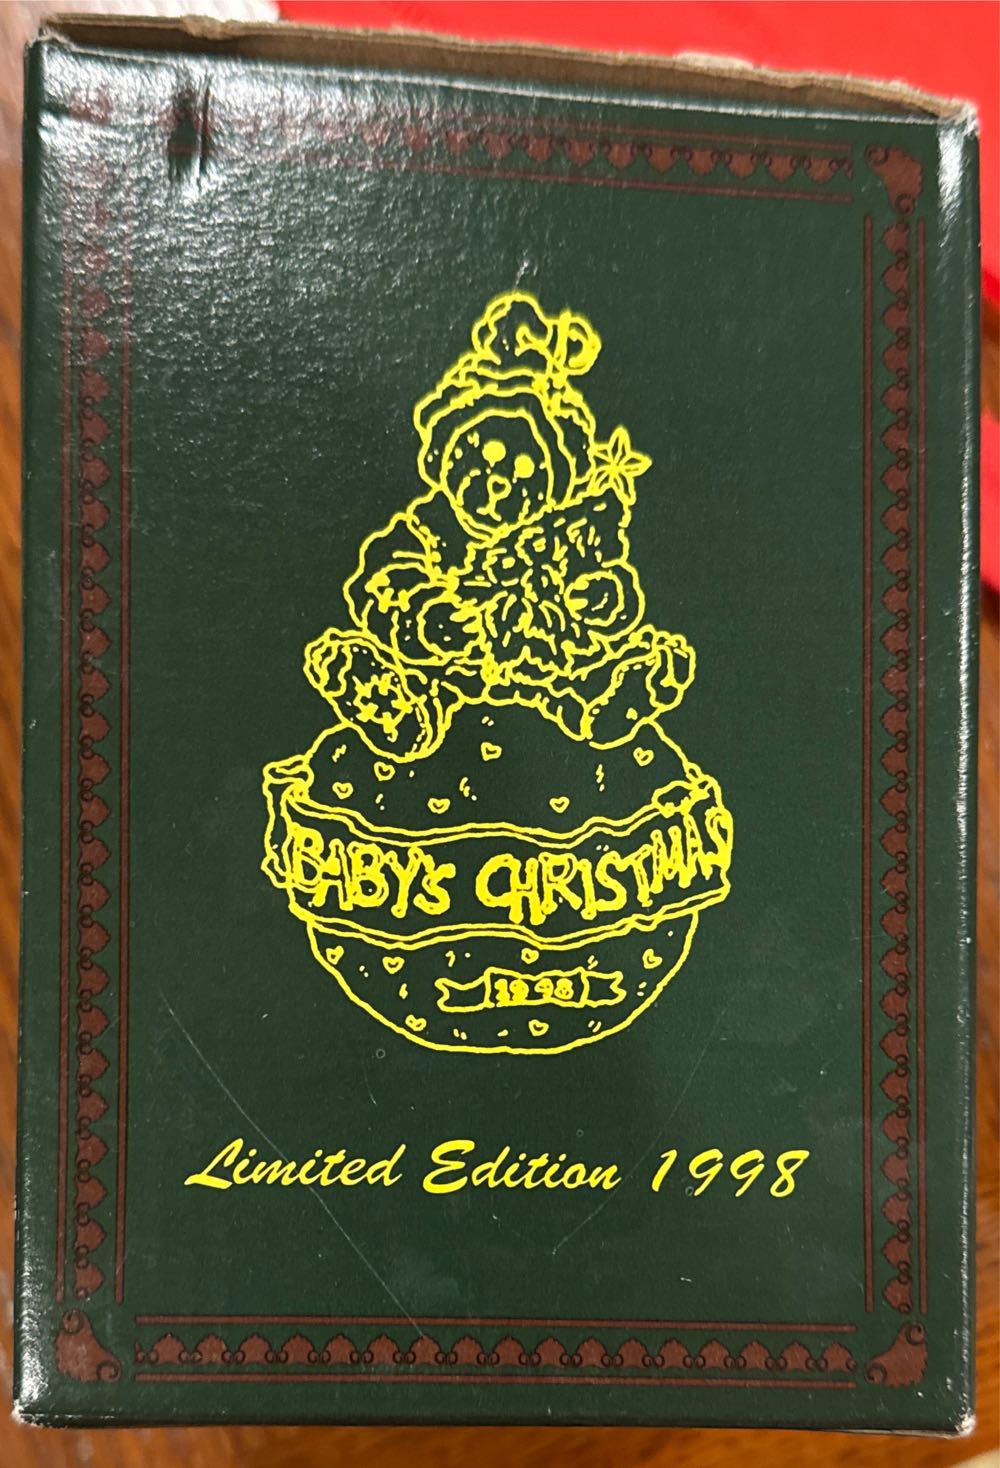 BABY'S CHRISTMAS
1998
Limited Edition 1998